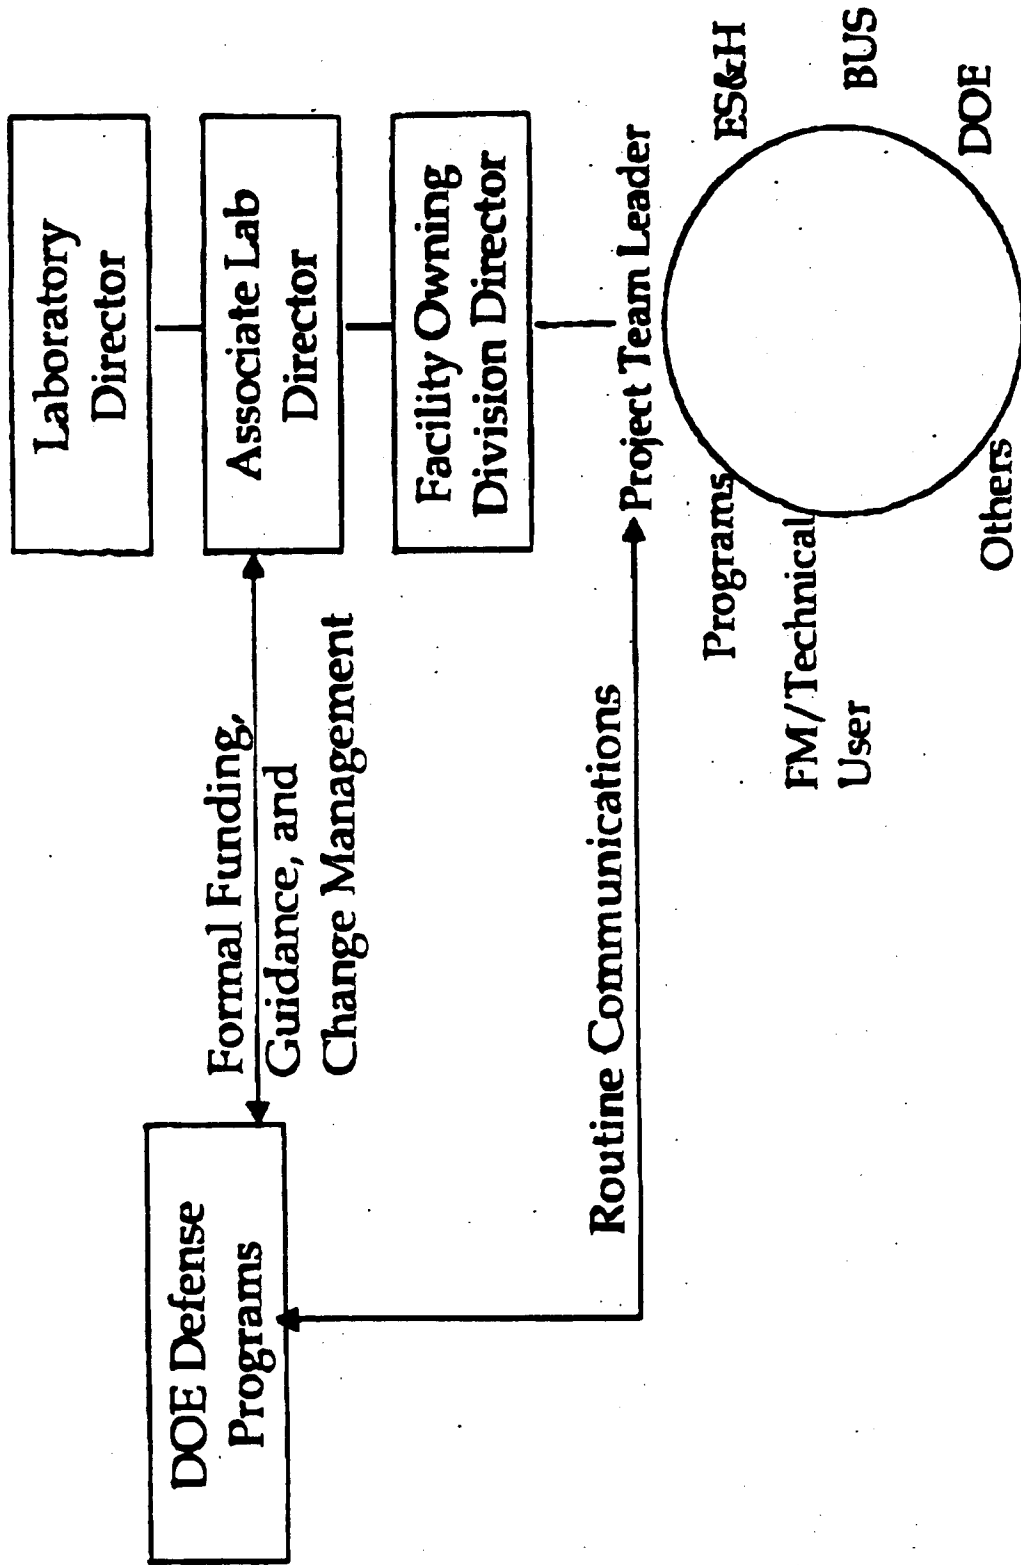 Laboratory
Director
DOE Defense
Programs
Formal Funding,
Guidance, and
Change Management
Associate Lab
Director
Facility Owning
Division Director
Routine Communications
Project Team Leader
Programs
ES&H
FM/Technical
User
BUS
Others
DOE